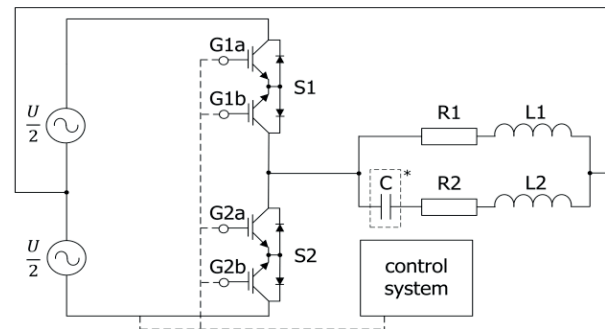 G1a
S1
G1b
U
2
R1
L1
C
*
R2
L2
G2a
U
2
S2
G2b
control
system